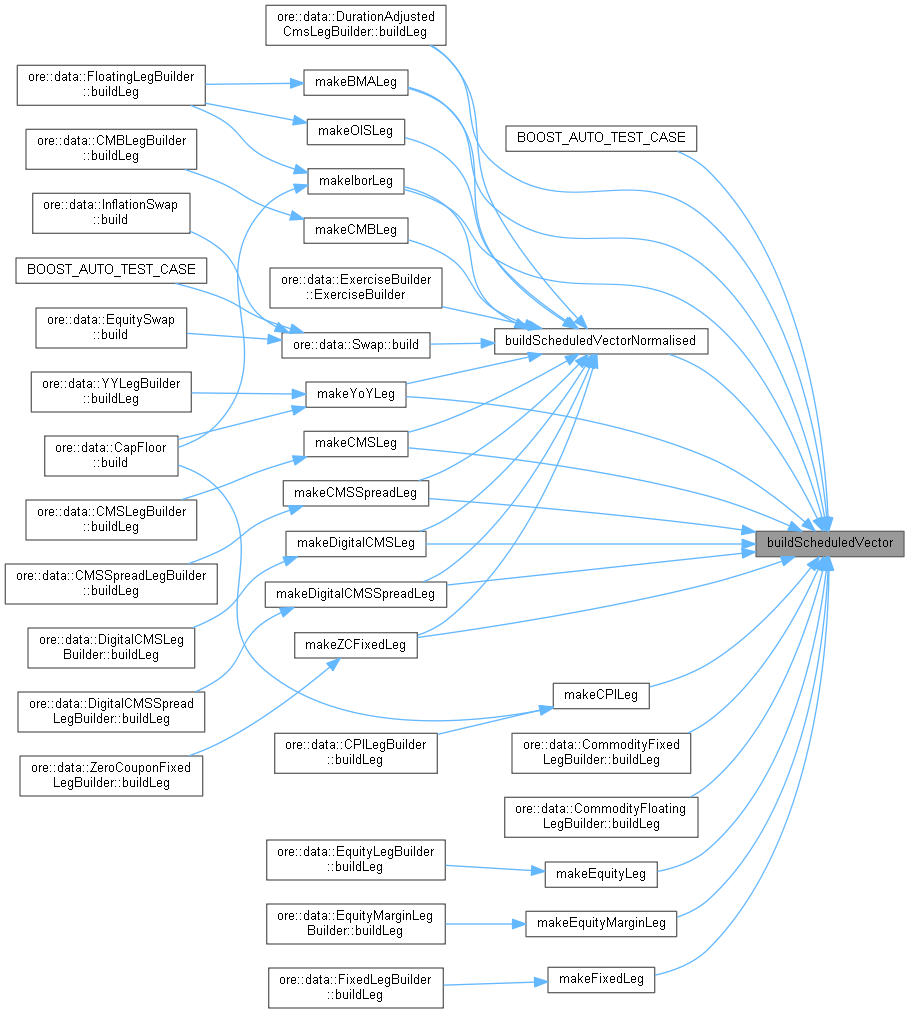 ore::data::DurationAdjusted
CmsLegBuilder::buildLeg
ore::data::FloatingLegBuilder
::buildLeg
makeBMALeg
makeOISLeg
BOOST_AUTO_TEST_CASE
ore::data::CMBLegBuilder
::buildLeg
makeIborLeg
ore::data::InflationSwap
::build
makeCMBLeg
BOOST_AUTO_TEST_CASE
ore::data::ExerciseBuilder
::ExerciseBuilder
ore::data::EquitySwap
::build
ore::data::Swap::build
buildScheduledVectorNormalised
ore::data::YYLegBuilder
::buildLeg
makeYoYLeg
ore::data::CapFloor
::build
makeCMSLeg
ore::data::CMSLegBuilder
::buildLeg
makeCMSSpreadLeg
makeDigitalCMSLeg
buildScheduledVector
ore::data::CMSSpreadLegBuilder
::buildLeg
makeDigitalCMSSpreadLeg
ore::data::DigitalCMSLeg
Builder::buildLeg
makeZCFixedLeg
makeCPILeg
ore::data::DigitalCMSSpread
LegBuilder::buildLeg
ore::data::CPILegBuilder
::buildLeg
ore::data::CommodityFixed
LegBuilder::buildLeg
ore::data::ZeroCouponFixed
LegBuilder::buildLeg
ore::data::CommodityFloating
LegBuilder::buildLeg
ore::data::EquityLegBuilder
::buildLeg
makeEquityLeg
ore::data::EquityMarginLeg
Builder::buildLeg
makeEquityMarginLeg
ore::data::FixedLegBuilder
::buildLeg
makeFixedLeg